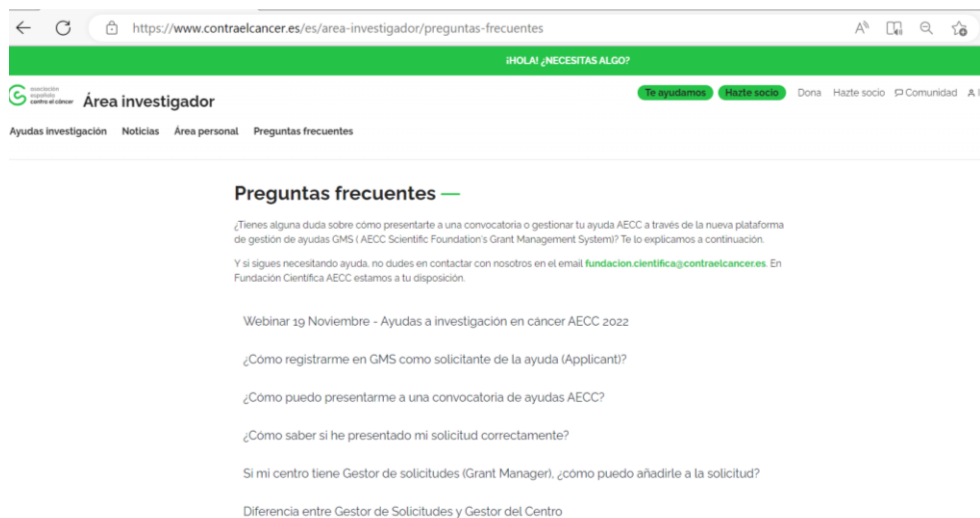 https://www.contraelcancer.es/es/area-investigador/preguntas-frecuentes
¡HOLA! ¿NECESITAS ALGO?
asociación
española
contra el cáncer
Área investigador
Te ayudamos Hazte socio Dona Hazte socio Comunidad
Ayudas investigación Noticias Área personal Preguntas frecuentes
Preguntas frecuentes —
¿Tienes alguna duda sobre cómo presentarte a una convocatoria o gestionar tu ayuda AECC a través de la nueva plataforma
de gestión de ayudas GMS ( AECC Scientific Foundation's Grant Management System)? Te lo explicamos a continuación.
Y si sigues necesitando ayuda, no dudes en contactar con nosotros en el email fundacion.cientifica@contraelcancer.es. En
Fundación Científica AECC estamos a tu disposición.
Webinar 19 Noviembre - Ayudas a investigación en cáncer AECC 2022
¿Cómo registrarme en GMS como solicitante de la ayuda (Applicant)?
¿Cómo puedo presentarme a una convocatoria de ayudas AECC?
¿Cómo saber si he presentado mi solicitud correctamente?
Si mi centro tiene Gestor de solicitudes (Grant Manager), ¿cómo puedo añadirle a la solicitud?
Diferencia entre Gestor de Solicitudes y Gestor del Centro